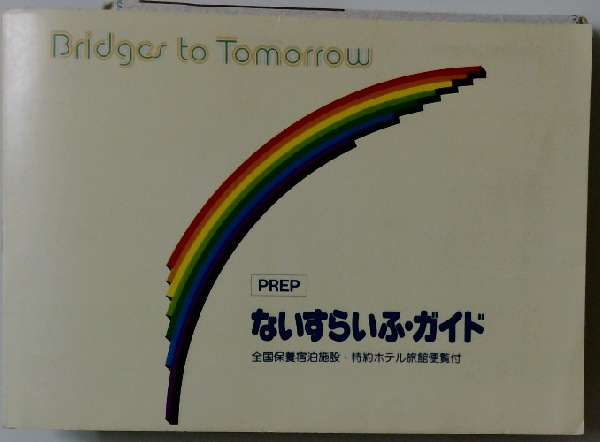 Bridges to Tomorrow
PREP
ないすらいふ・ガイド
全国保養宿泊施設・特約ホテル旅館便覧付